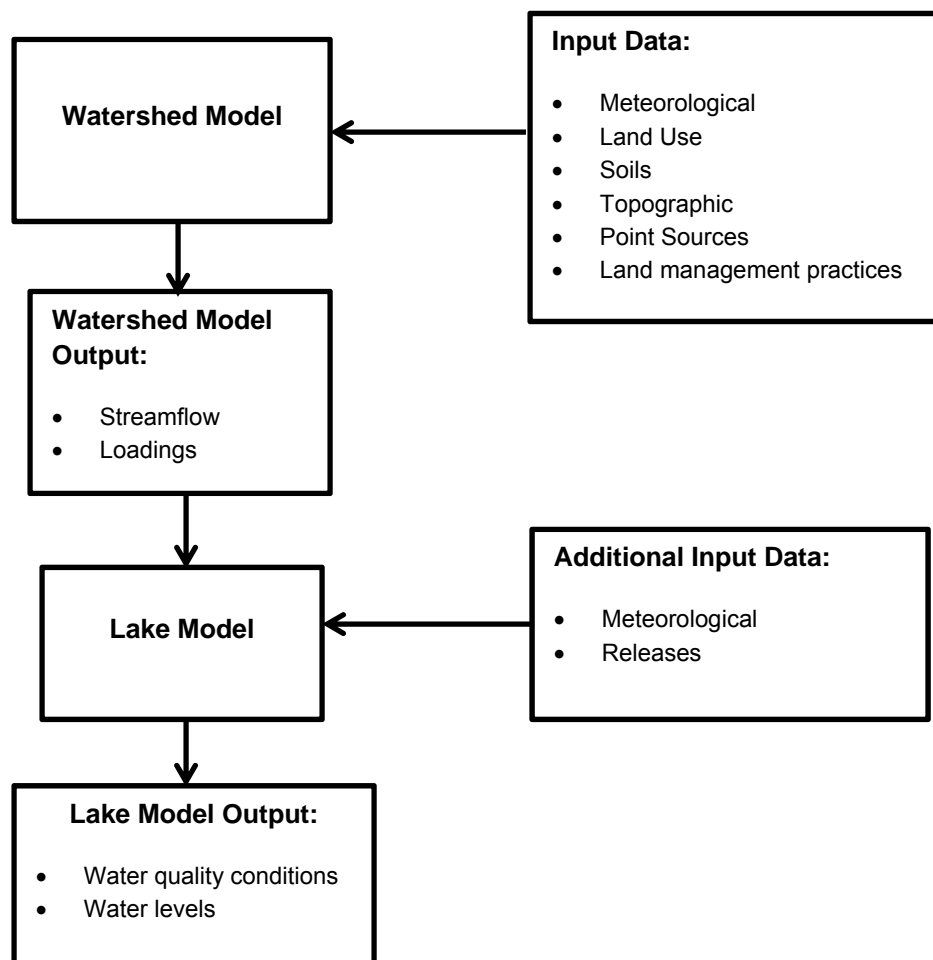 Watershed Model
Input Data:
• Meteorological
• Land Use
• Soils
• Topographic
• Point Sources
• Land management practices
Watershed Model
Output:
• Streamflow
• Loadings
Lake Model
Additional Input Data:
• Meteorological
• Releases
Lake Model Output:
• Water quality conditions
• Water levels